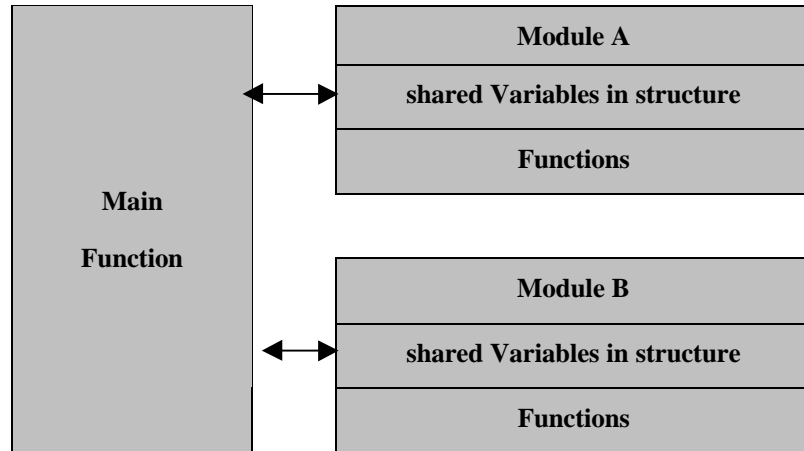 Main
Function
Module A
shared Variables in structure
Functions
Module B
shared Variables in structure
Functions